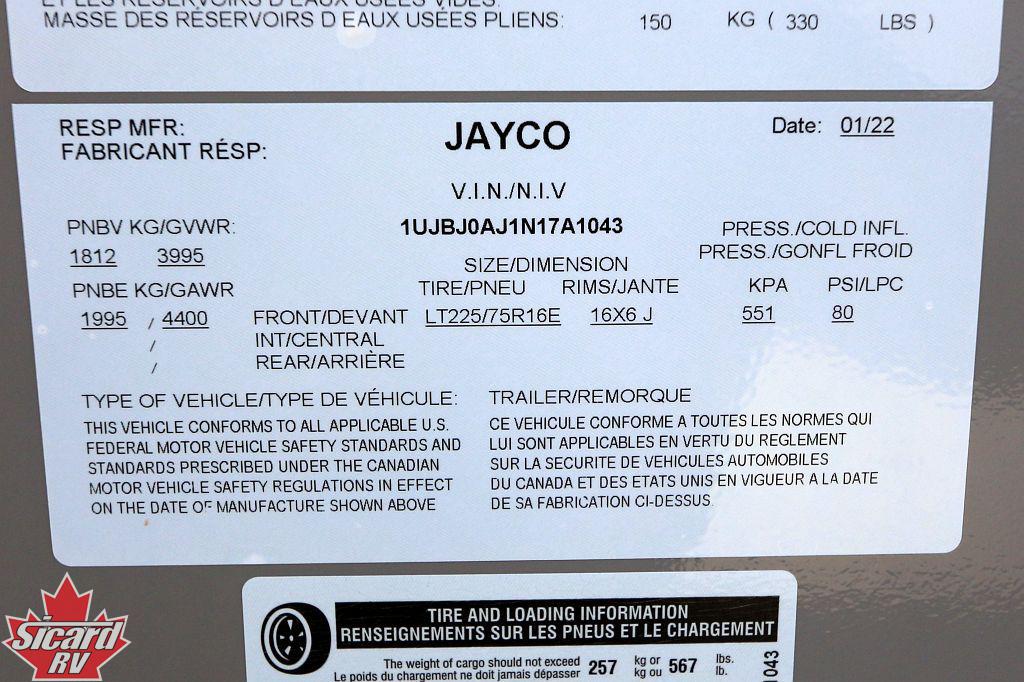 ET LES RÉSERVOIRS D'EAUX USÉES VIDES.
MASSE DES RÉSERVOIRS D EAUX USÉES PLIENS: 150 KG ( 330 LBS )
RESP MFR: JAYCO Date: 01/22
FABRICANT RÉSP:
V.I.N./N.I.V
PNBV KG/GVWR: 1UJBJ0AJ1N17A1043 PRESS./COLD INFL.
1812 3995 SIZE/DIMENSION PRESS./GONFL FROID
PNBE KG/GAWR TIRE/PNEU RIMS/JANTE KPA PSI/LPC
1995 / 4400 FRONT/DEVANT LT225/75R16E 16X6 J 551 80
/ INT/CENTRAL
/ REAR/ARRIÈRE
TYPE OF VEHICLE/TYPE DE VÉHICULE: TRAILER/REMORQUE
THIS VEHICLE CONFORMS TO ALL APPLICABLE U.S.
FEDERAL MOTOR VEHICLE SAFETY STANDARDS AND
STANDARDS PRESCRIBED UNDER THE CANADIAN
MOTOR VEHICLE SAFETY REGULATIONS IN EFFECT
ON THE DATE OF MANUFACTURE SHOWN ABOVE
CE VEHICULE CONFORME A TOUTES LES NORMES QUI
LUI SONT APPLICABLES EN VERTU DU REGLEMENT
SUR LA SECURITE DE VEHICULES AUTOMOBILES
DU CANADA ET DES ETATS UNIS EN VIGUEUR A LA DATE
DE SA FABRICATION CI-DESSUS.
TIRE AND LOADING INFORMATION
RENSEIGNEMENTS SUR LES PNEUS ET LE CHARGEMENT
The weight of cargo should not exceed 257 kg or 567 lbs.
Le poids du chargement ne doit jamais dépasser kg ou lb.
1043
Sicard
RV